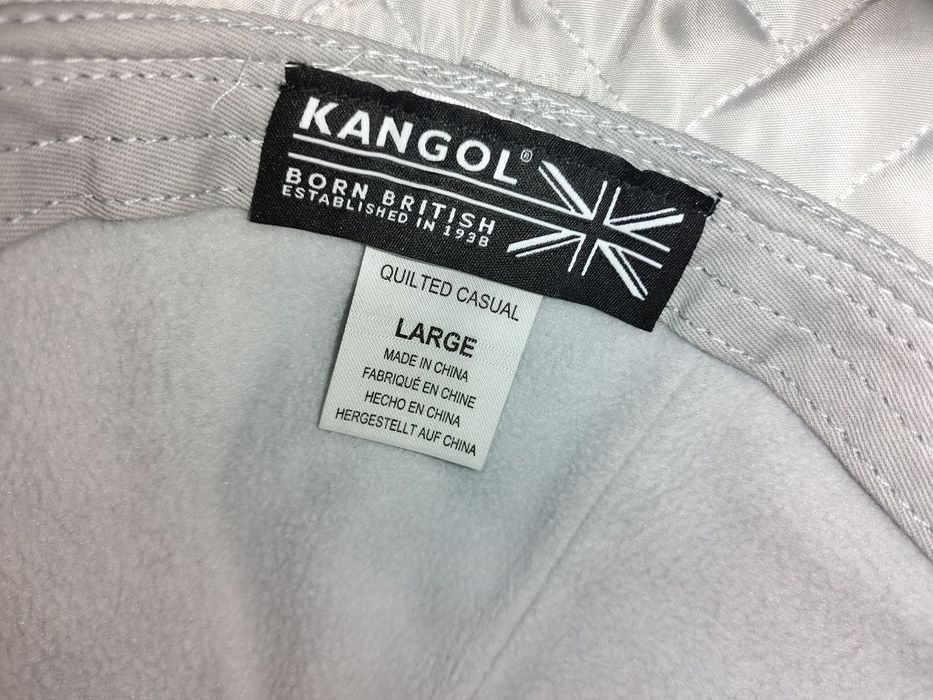 KANGOL®
BORN BRITISH
ESTABLISHED IN 1938
QUILTED CASUAL
LARGE
MADE IN CHINA
FABRIQUÉ EN CHINE
HECHO EN CHINA
HERGESTELLT AUF CHINA